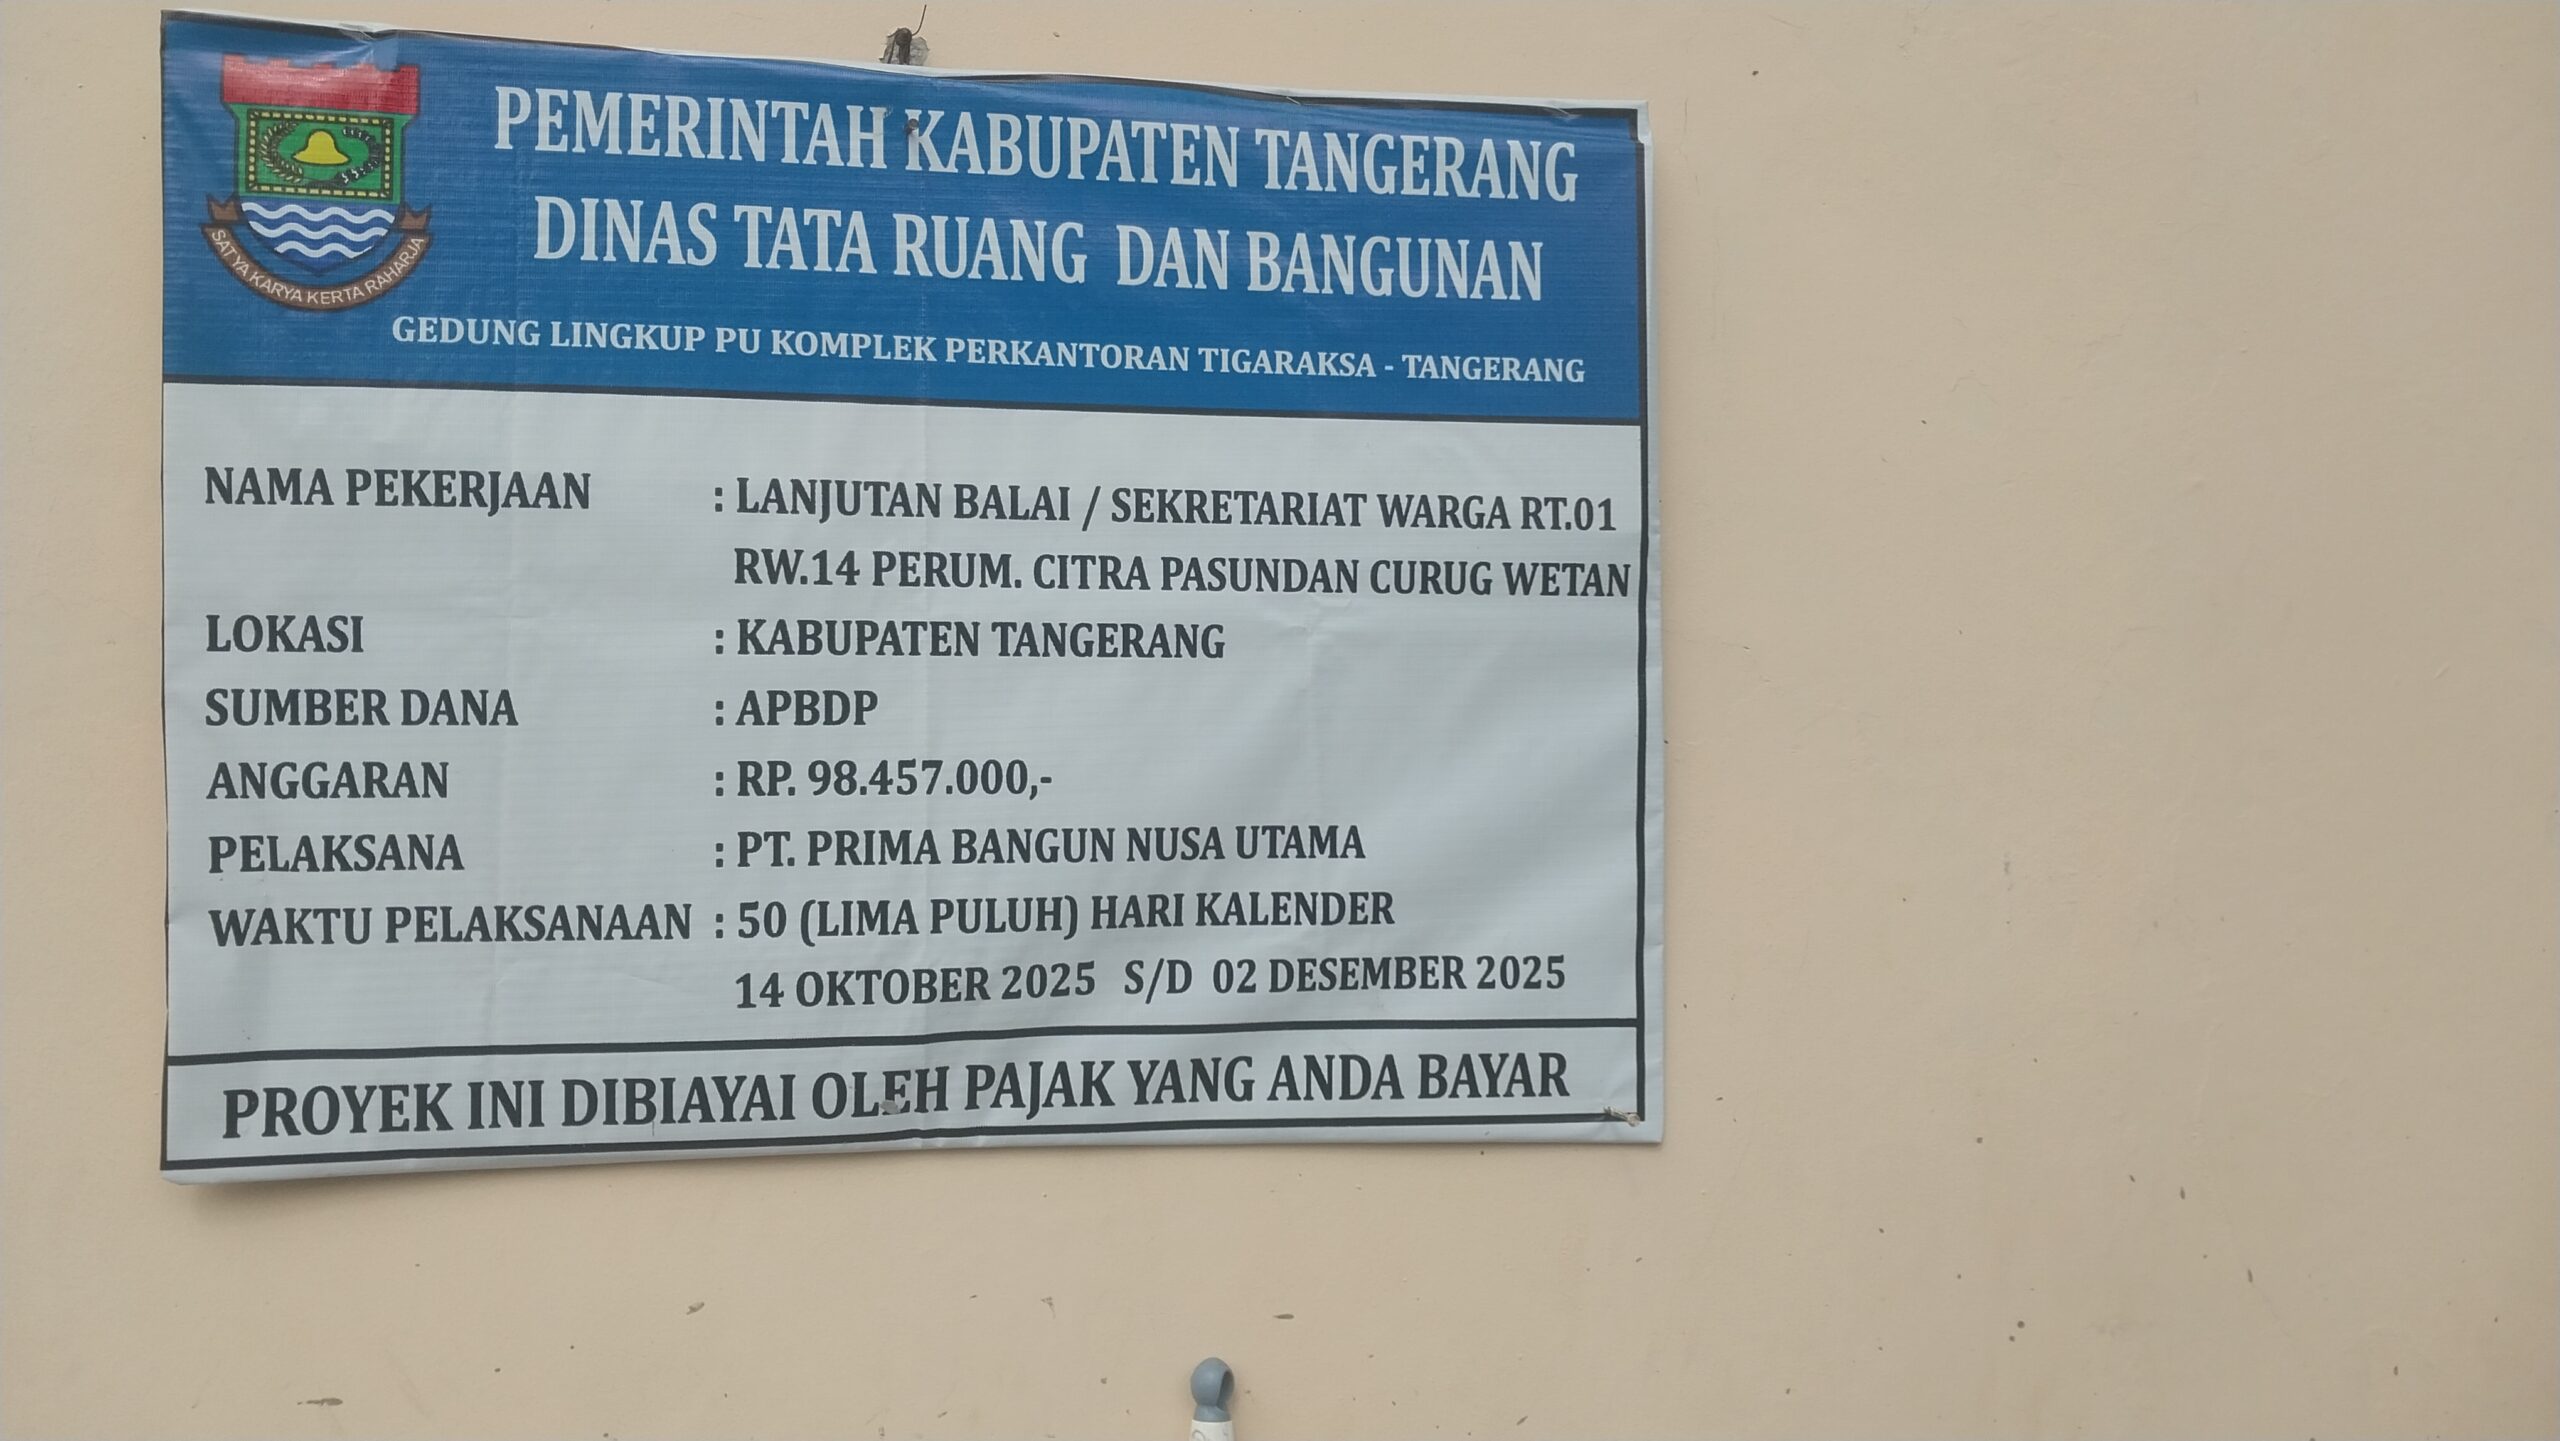 PEMERINTAH KABUPATEN TANGERANG
DINAS TATA RUANG DAN BANGUNAN
GEDUNG LINGKUP PU KOMPLEK PERKANTORAN TIGARAKSA - TANGERANG
SATYA KARYA KERTA RAHARJA
NAMA PEKERJAAN : LANJUTAN BALAI / SEKRETARIAT WARGA RT.01
RW.14 PERUM. CITRA PASUNDAN CURUG WETAN
LOKASI : KABUPATEN TANGERANG
SUMBER DANA : APBDP
ANGGARAN : RP. 98.457.000,-
PELAKSANA : PT. PRIMA BANGUN NUSA UTAMA
WAKTU PELAKSANAAN : 50 (LIMA PULUH) HARI KALENDER
14 OKTOBER 2025 S/D 02 DESEMBER 2025
PROYEK INI DIBIAYAI OLEH PAJAK YANG ANDA BAYAR